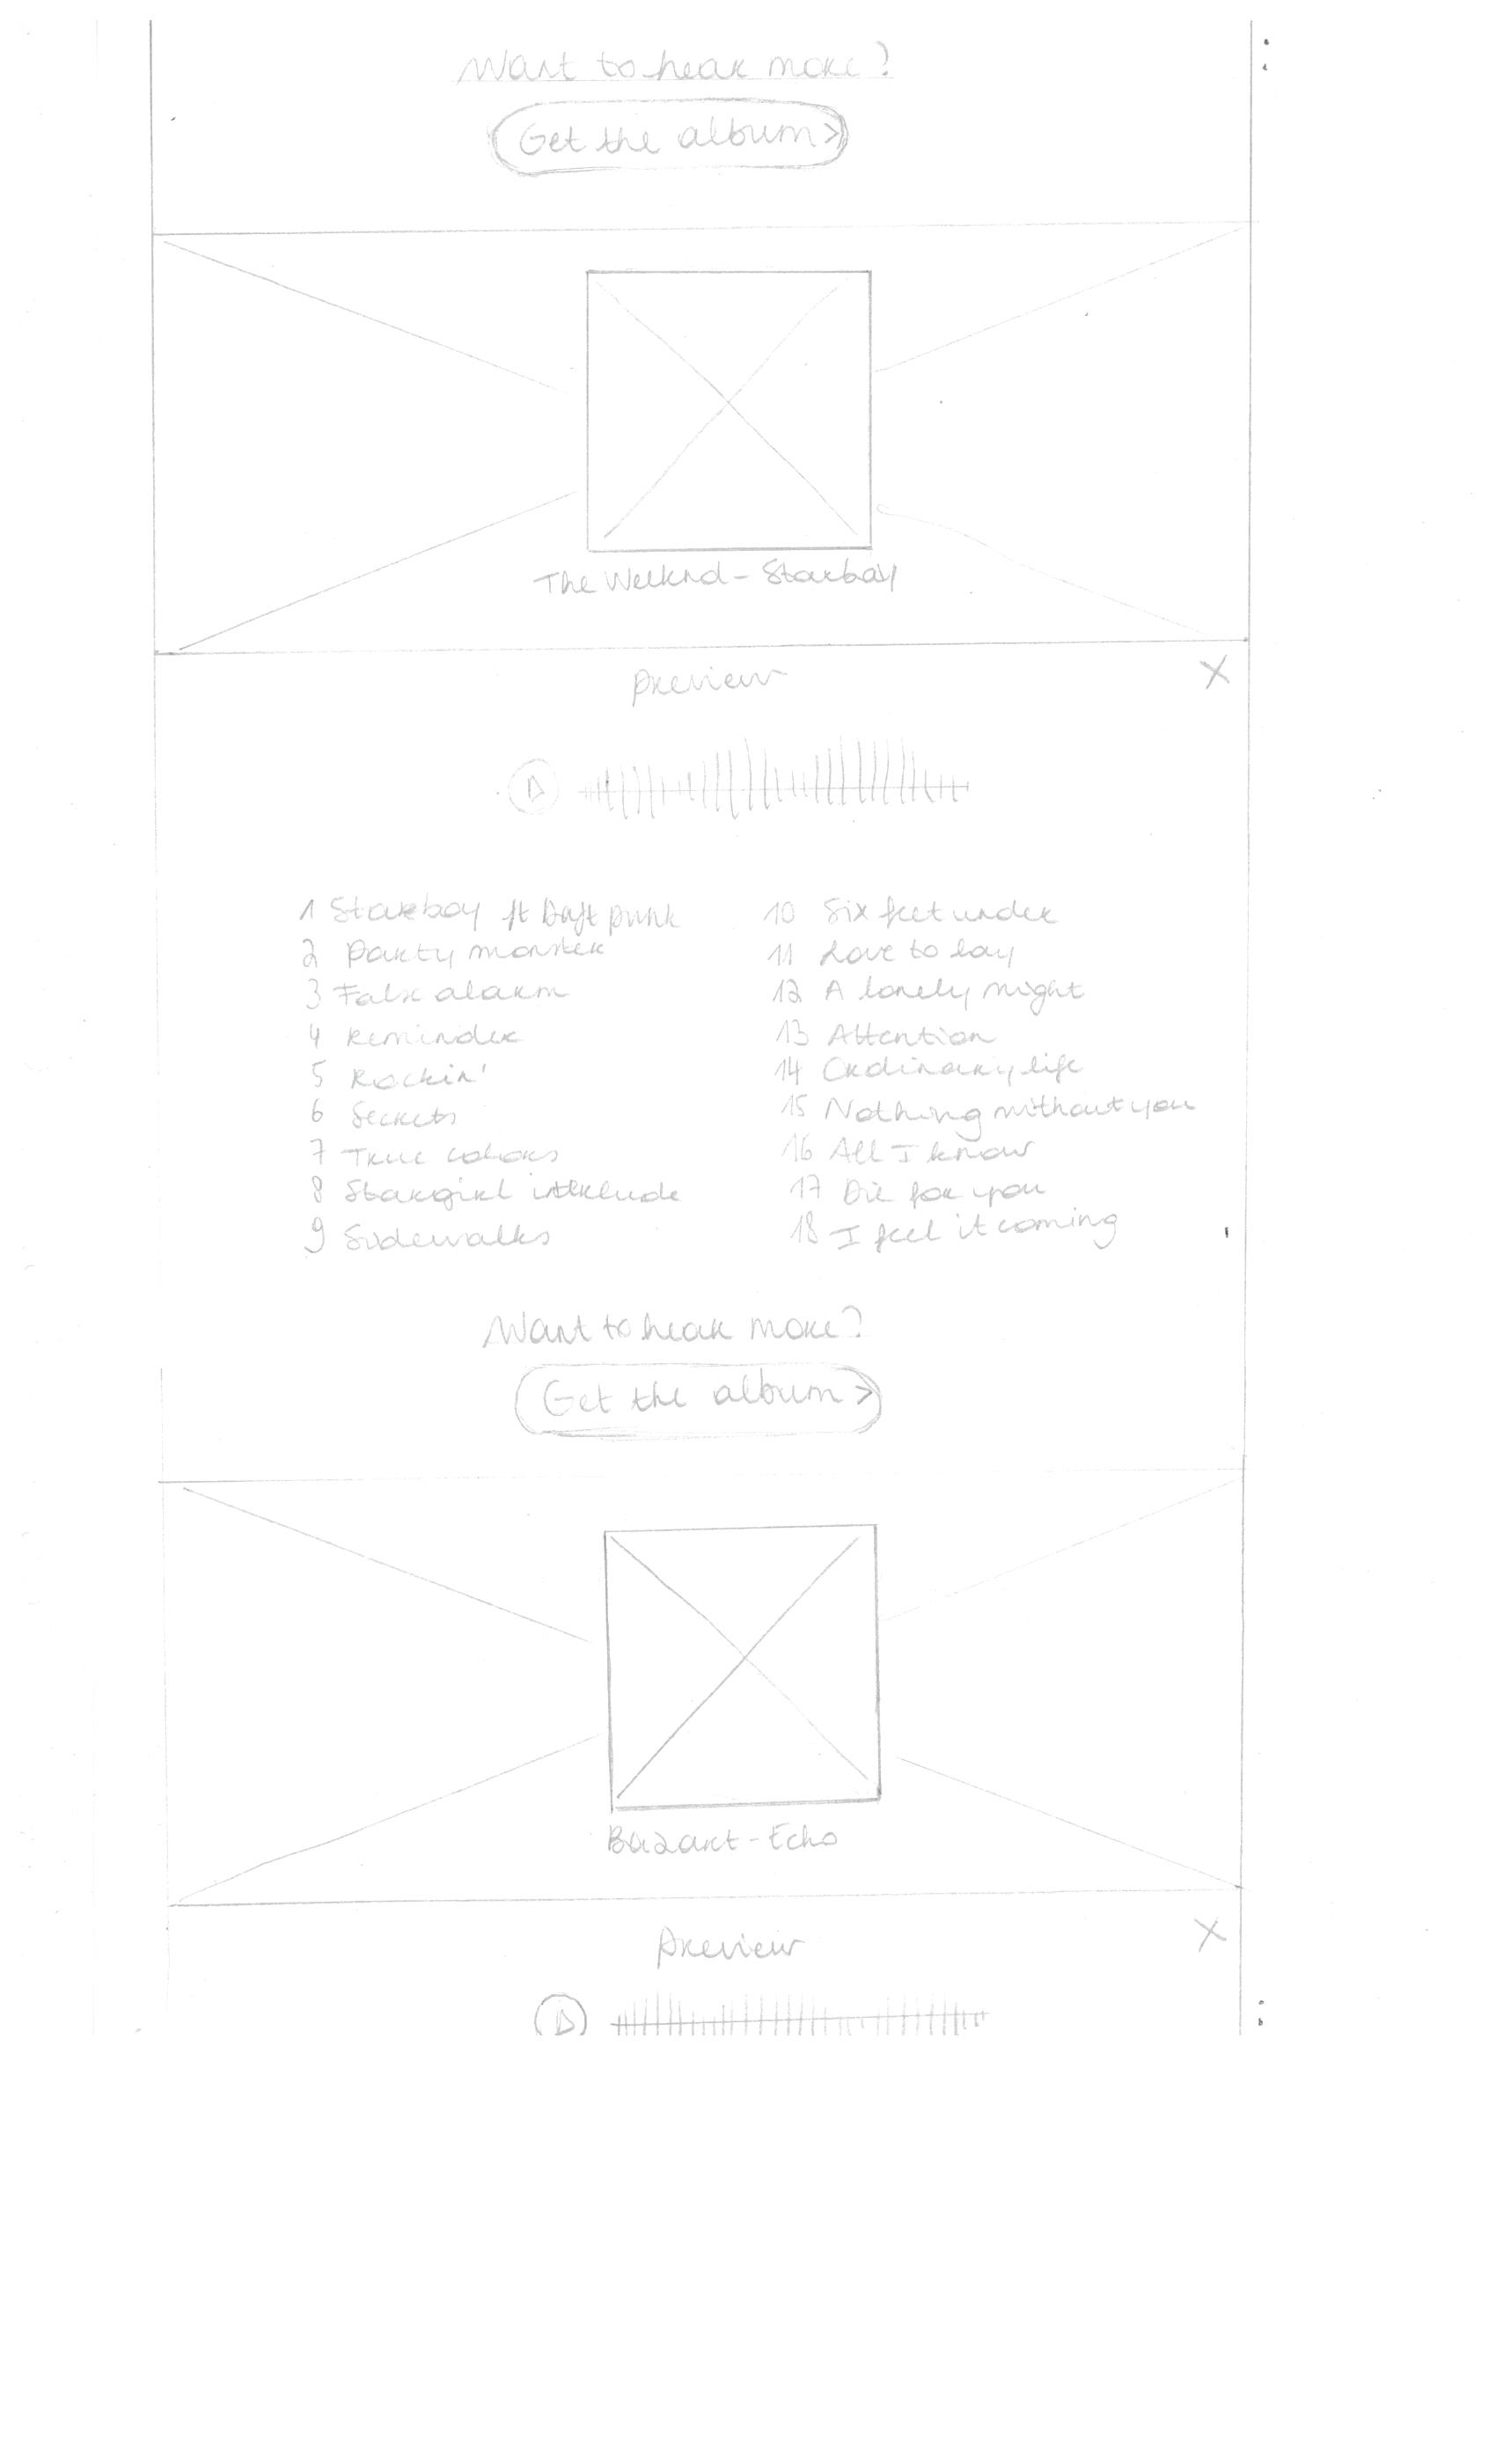 Want to hear more?
Get the album >
The Weeknd - Starboy
Preview
X
1 Starboy ft Daft punk
2 Party monster
3 False alarm
4 Reminder
5 Rockin'
6 Secrets
7 True colors
8 Stargirl interlude
9 Sidewalks
10 Six feet under
11 Love to lay
12 A lonely night
13 Attention
14 Ordinary life
15 Nothing without you
16 All I know
17 Die for you
18 I feel it coming
Want to hear more?
Get the album >
Bazart - Echo
Preview
X